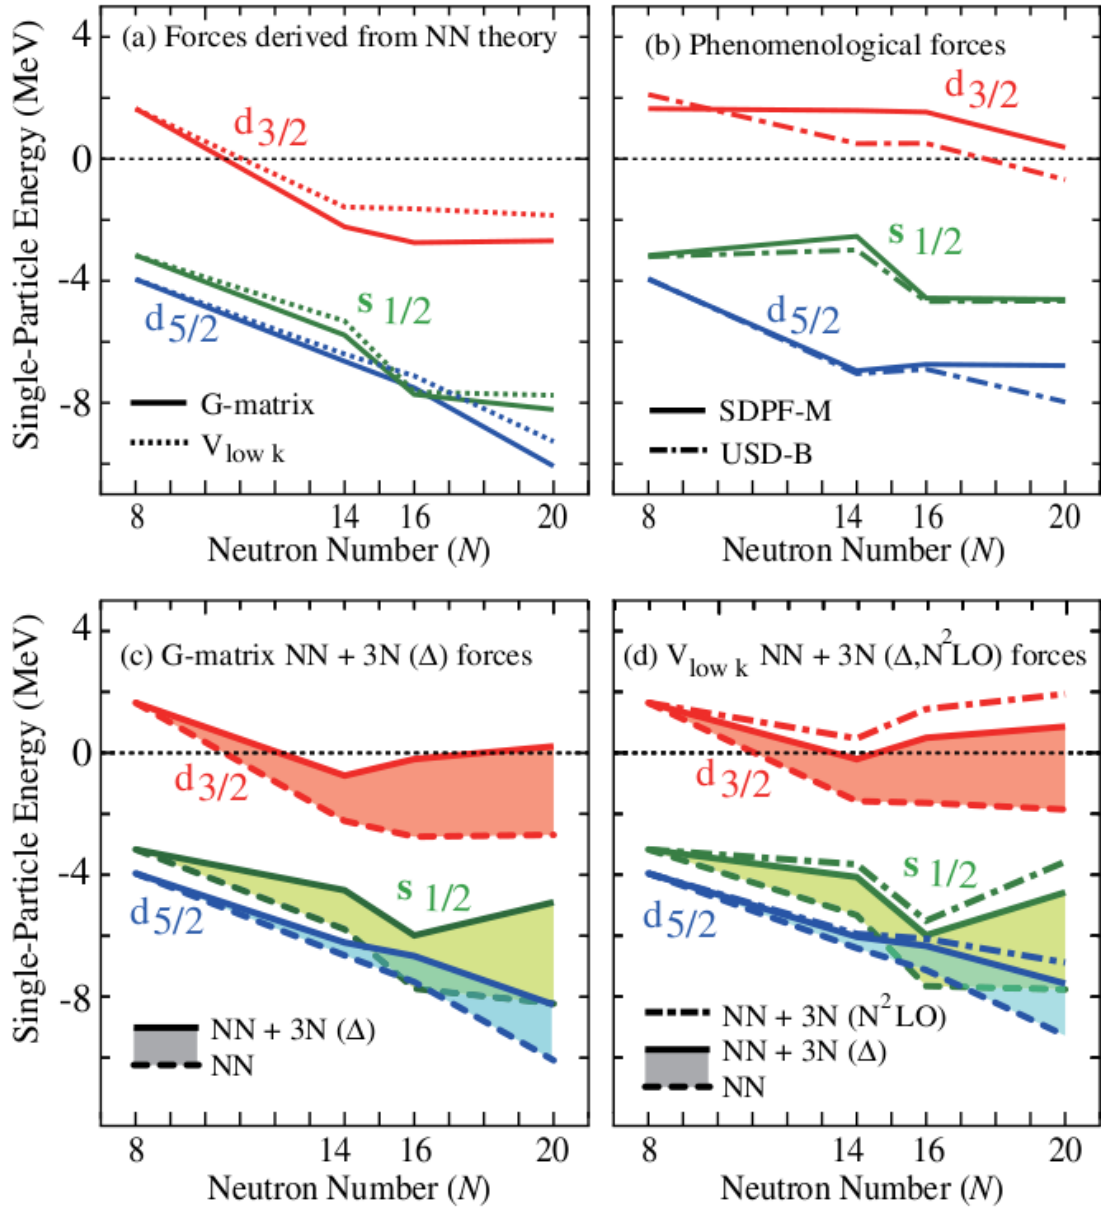 (a) Forces derived from NN theory
Single-Particle Energy (MeV)
4
0
-4
-8
d3/2
s 1/2
d5/2
G-matrix
Vlow k
8
14
16
20
Neutron Number (N)
(b) Phenomenological forces
d3/2
s 1/2
d5/2
SDPF-M
USD-B
8
14
16
20
Neutron Number (N)
(c) G-matrix NN + 3N (Δ) forces
Single-Particle Energy (MeV)
4
0
-4
-8
d3/2
s 1/2
d5/2
NN + 3N (Δ)
NN
8
14
16
20
Neutron Number (N)
(d) Vlow k NN + 3N (Δ,N²LO) forces
d3/2
s 1/2
d5/2
NN + 3N (N²LO)
NN + 3N (Δ)
NN
8
14
16
20
Neutron Number (N)